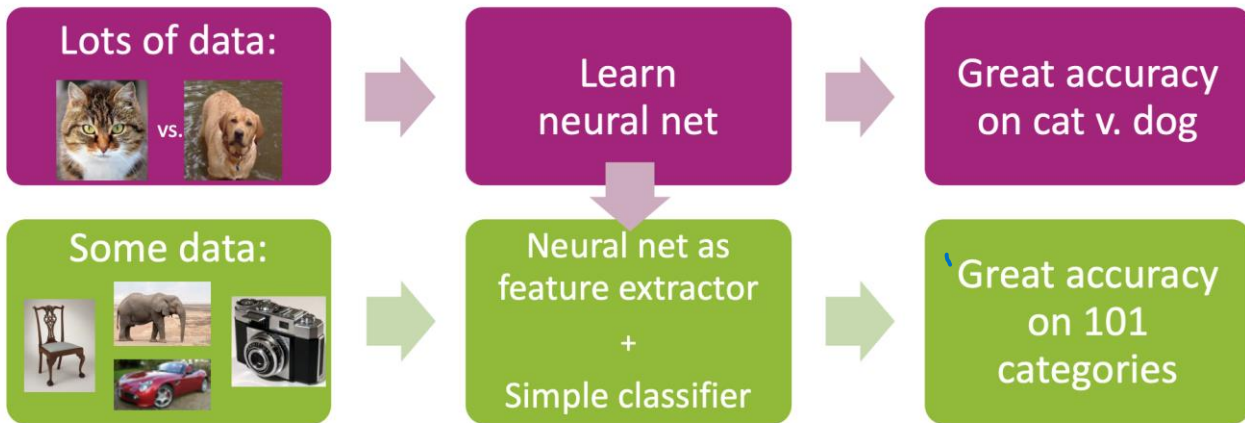 Lots of data:
vs.
Learn
neural net
Great accuracy
on cat v. dog
Some data:
Neural net as
feature extractor
+
Simple classifier
Great accuracy
on 101
categories